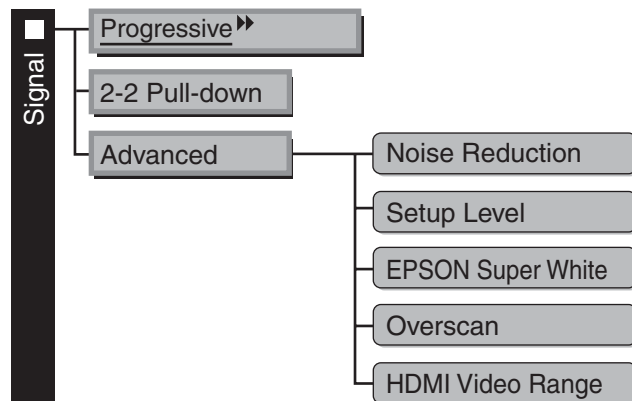 Signal
Progressive
2-2 Pull-down
Advanced
Noise Reduction
Setup Level
EPSON Super White
Overscan
HDMI Video Range